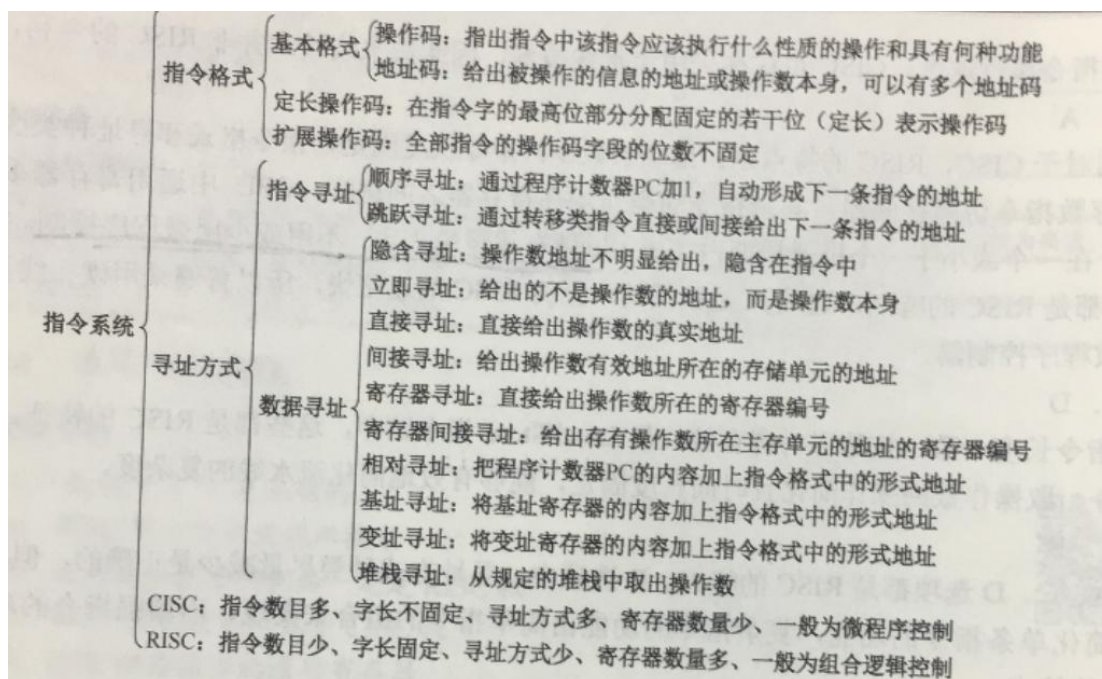 指令格式
基本格式
操作码：指出指令中该指令应该执行什么性质的操作和具有何种功能
地址码：给出被操作的信息的地址或操作数本身，可以有多个地址码
定长操作码：在指令字的最高位部分分配固定的若干位（定长）表示操作码
扩展操作码：全部指令的操作码字段的位数不固定
指令寻址
顺序寻址：通过程序计数器PC加1，自动形成下一条指令的地址
跳跃寻址：通过转移类指令直接或间接给出下一条指令的地址
指令系统
寻址方式
数据寻址
隐含寻址：操作数地址不明显给出，隐含在指令中
立即寻址：给出的不是操作数的地址，而是操作数本身
直接寻址：直接给出操作数的真实地址
间接寻址：给出操作数有效地址所在的存储单元的地址
寄存器寻址：直接给出操作数所在的寄存器编号
寄存器间接寻址：给出存有操作数所在主存单元的地址的寄存器编号
相对寻址：把程序计数器PC的内容加上指令格式中的形式地址
基址寻址：将基址寄存器的内容加上指令格式中的形式地址
变址寻址：将变址寄存器的内容加上指令格式中的形式地址
堆栈寻址：从规定的堆栈中取出操作数
CISC：指令数目多、字长不固定、寻址方式多、寄存器数量少、一般为微程序控制
RISC：指令数目少、字长固定、寻址方式少、寄存器数量多、一般为组合逻辑控制